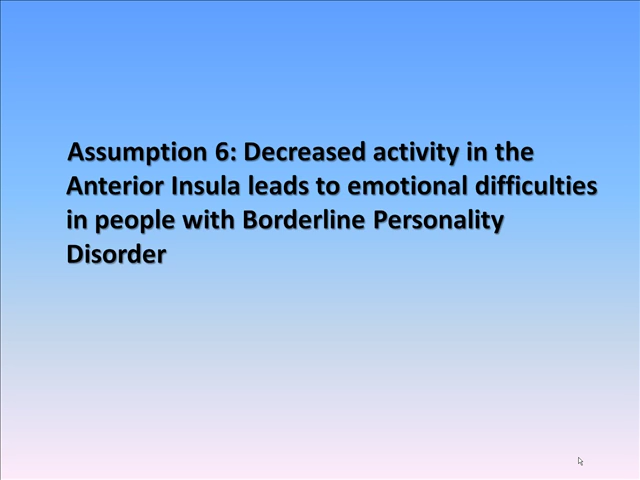 Assumption 6: Decreased activity in the
Anterior Insula leads to emotional difficulties
in people with Borderline Personality
Disorder